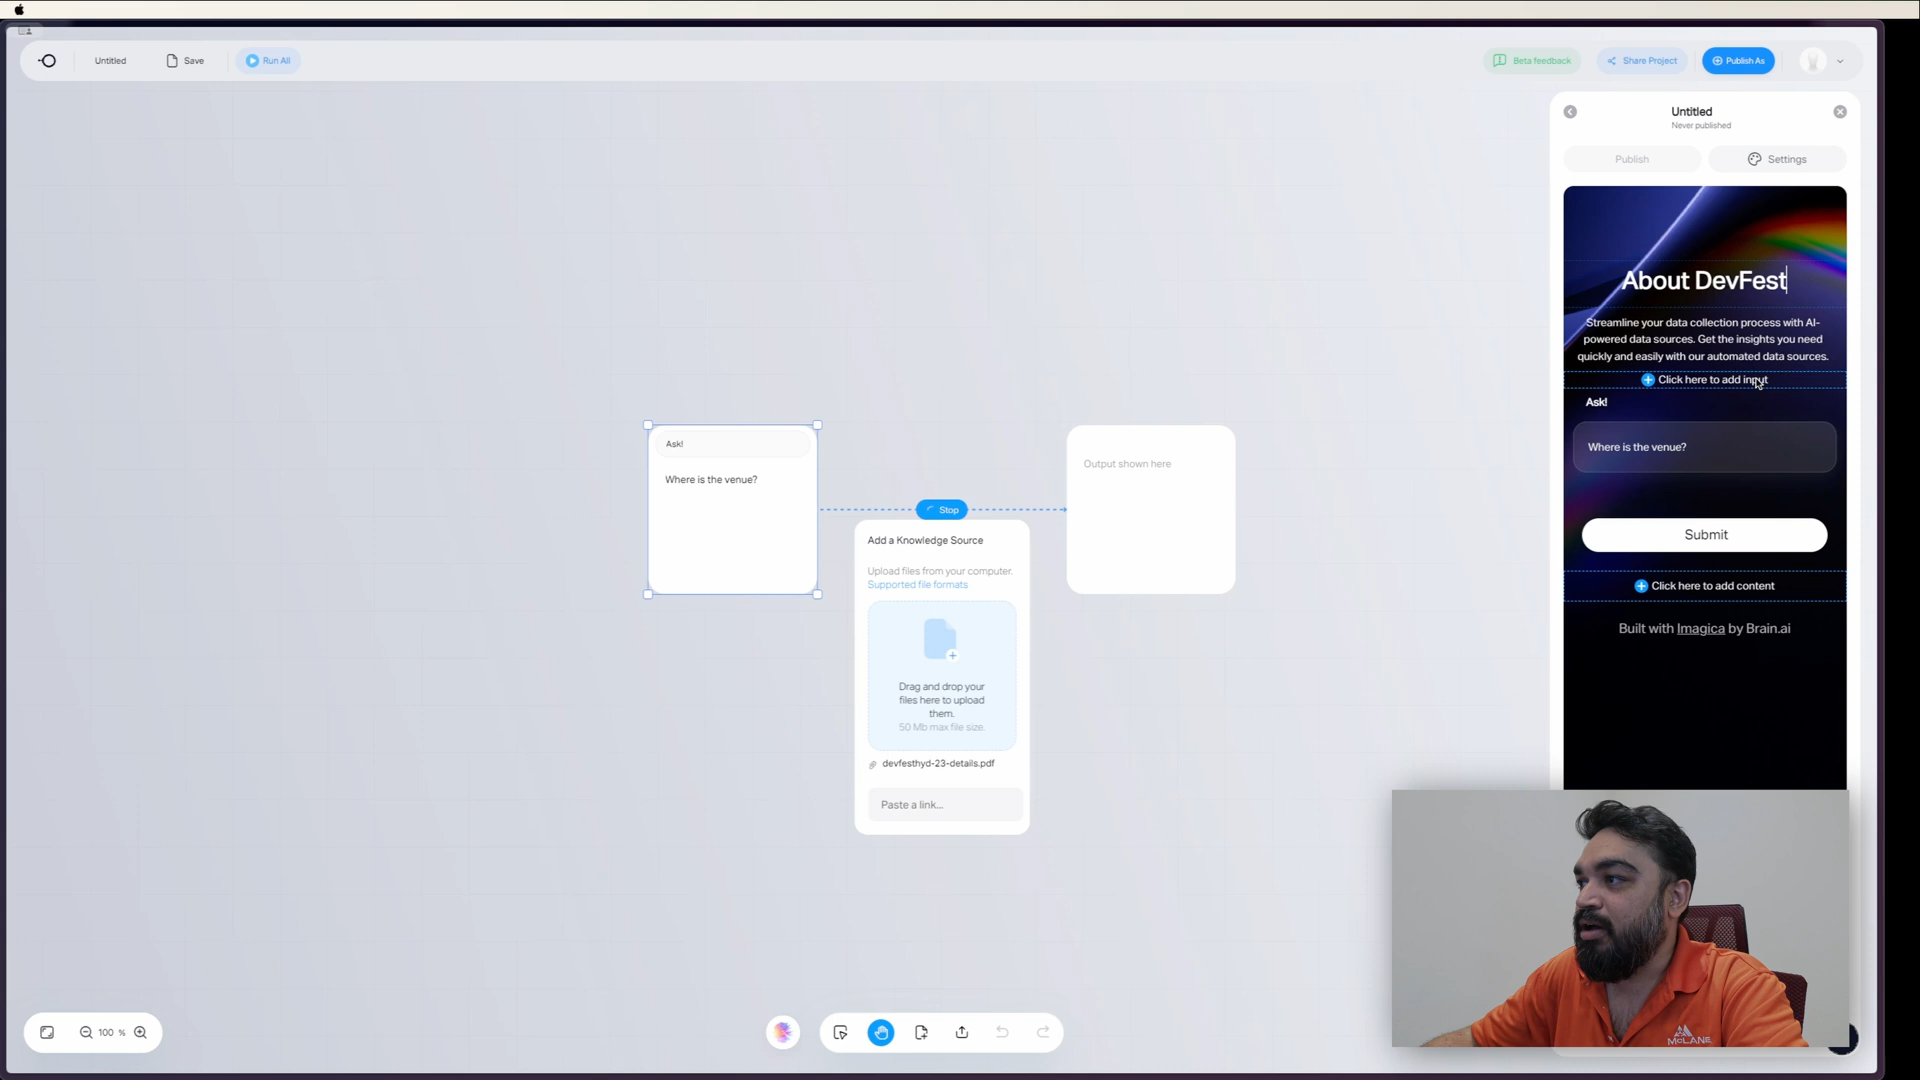 Untitled
Save
Run All
Beta feedback
Share Project
Publish As
Untitled
Never published
Publish
Settings
About DevFest
Streamline your data collection process with AI-
powered data sources. Get the insights you need
quickly and easily with our automated data sources.
Click here to add input
Ask!
Where is the venue?
Submit
Click here to add content
Built with Imagica by Brain.ai
Ask!
Where is the venue?
Stop
Output shown here
Add a Knowledge Source
Upload files from your computer.
Supported file formats
Drag and drop your
files here to upload
them.
50 Mb max file size.
devfesthyd-23-details.pdf
Paste a link...
100 %
McLANE